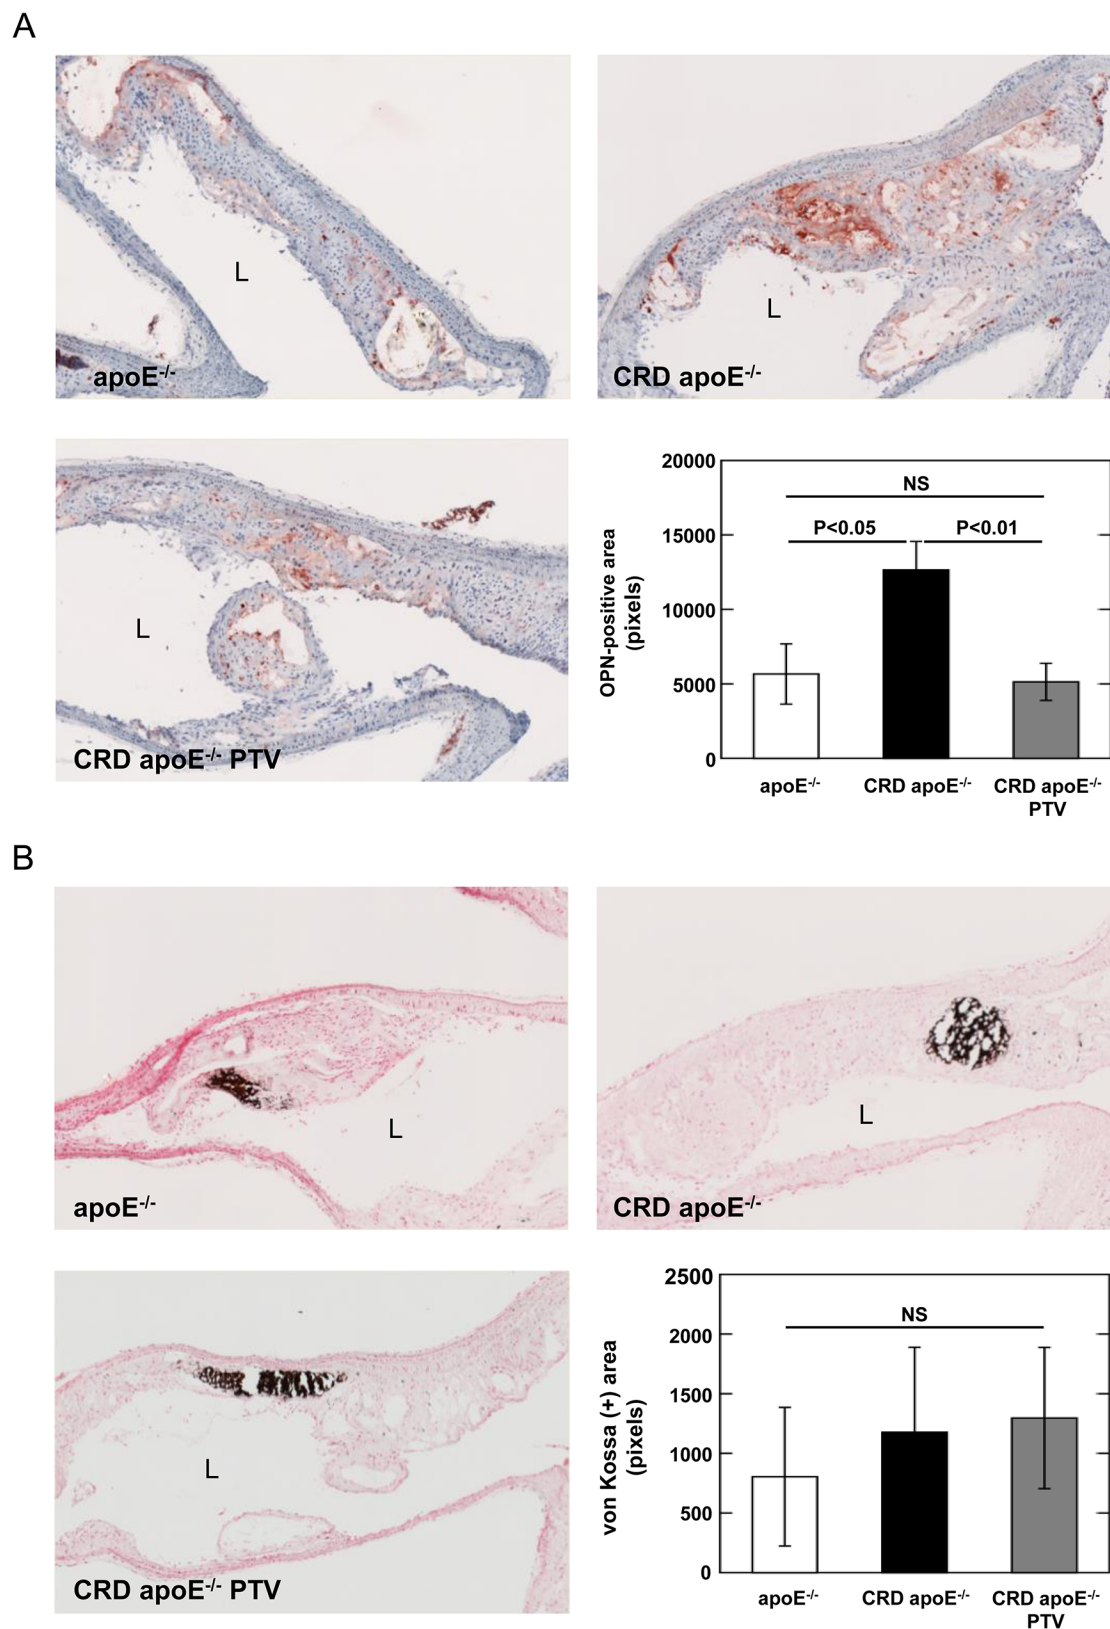 A
L
apoE-/-
L
CRD apoE-/-
L
CRD apoE-/- PTV
20000
15000
10000
5000
0
OPN-positive area
(pixels)
NS
P<0.05
P<0.01
apoE-/-
CRD apoE-/-
CRD apoE-/-
PTV
B
L
apoE-/-
L
CRD apoE-/-
L
CRD apoE-/- PTV
2500
2000
1500
1000
500
0
von Kossa (+) area
(pixels)
NS
apoE-/-
CRD apoE-/-
CRD apoE-/-
PTV